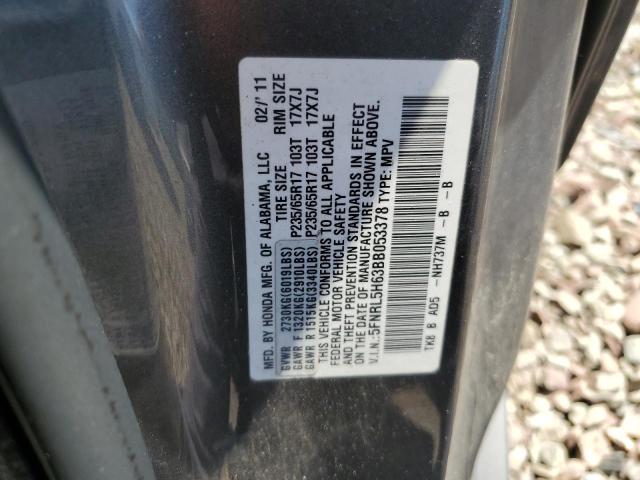 MFD. BY HONDA MFG. OF ALABAMA, LLC 02/' 11
TIRE SIZE RIM SIZE
GVWR 2730KG(6019LBS)
GAWR F 1320KG(2910LBS) P235/65R17 103T 17X7J
GAWR R 1515KG(3340LBS) P235/65R17 103T 17X7J
THIS VEHICLE CONFORMS TO ALL APPLICABLE
FEDERAL MOTOR VEHICLE SAFETY
AND THEFT PREVENTION STANDARDS IN EFFECT
ON THE DATE OF MANUFACTURE SHOWN ABOVE.
V.I.N.:5FNRL5H63BB053378 TYPE: MPV
TK8 B AD5 -NH737M - B - B